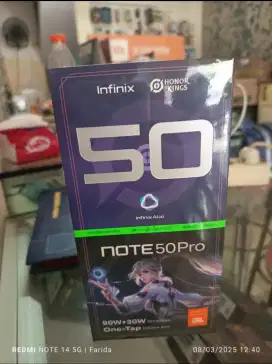 Infinix HONOR KINGS
50
Infinix AI∞
NOTE 50Pro
90W+30W
One-Tap
JBL
REDMI NOTE 14 5G | Farida 08/03/2025 12:40